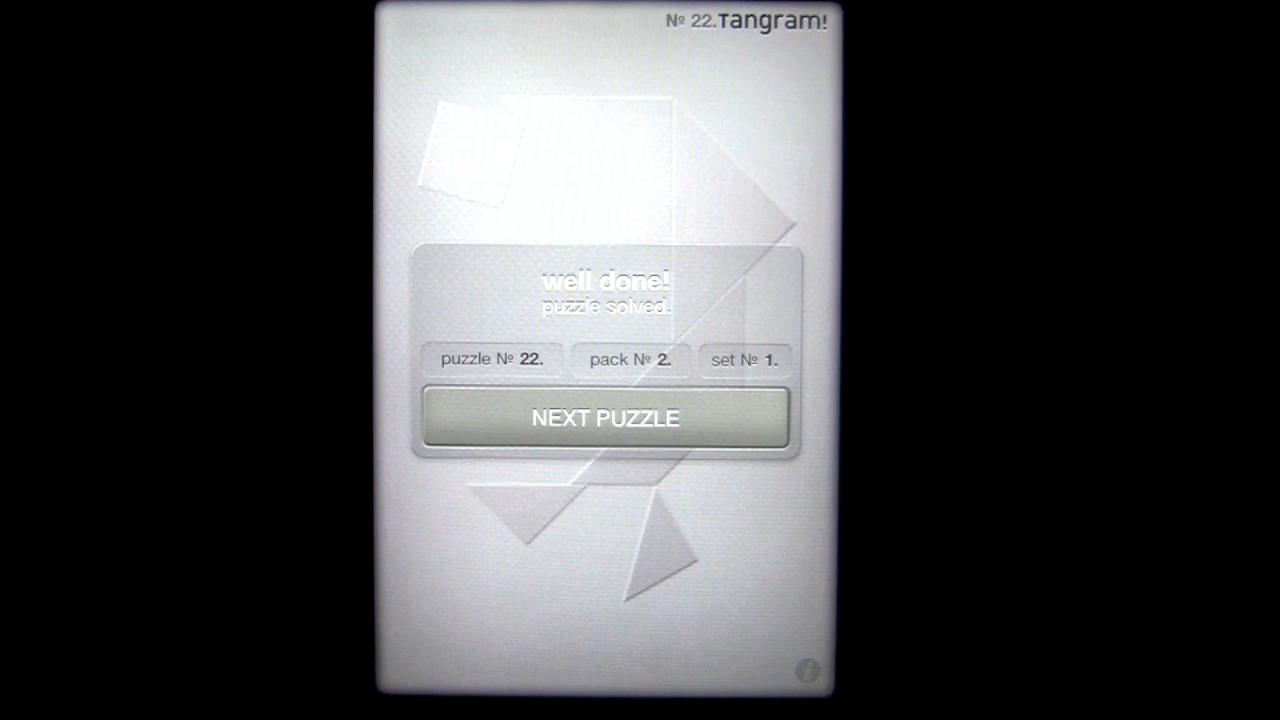 № 22.Tangram!
well done!
puzzle solved.
puzzle № 22.
pack № 2.
set № 1.
NEXT PUZZLE
i